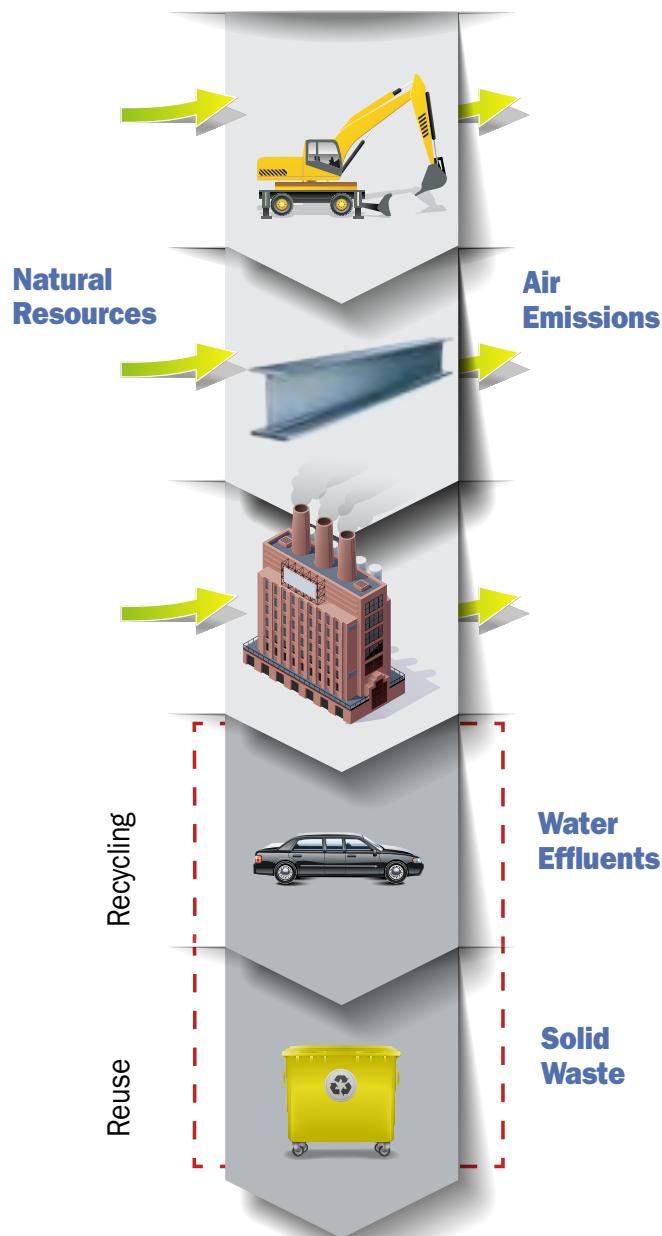 Natural
Resources
Air
Emissions
Recycling
Water
Effluents
Reuse
Solid
Waste